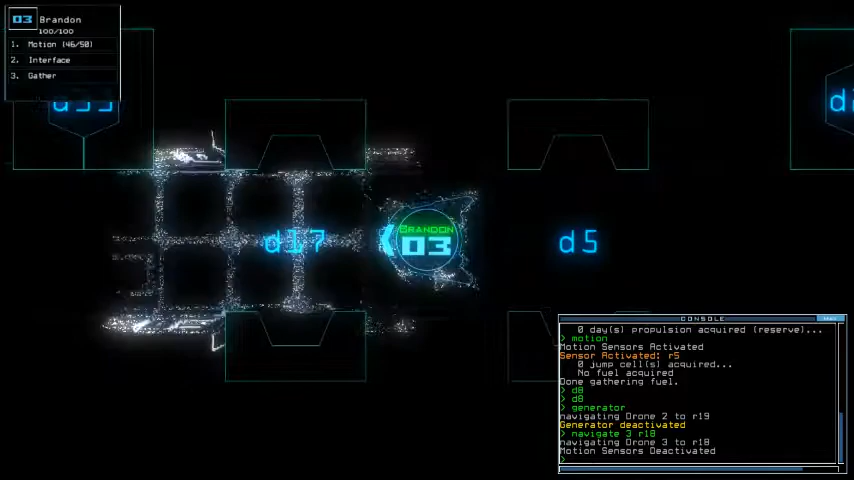 03 Brandon
100/100
1. Motion (46/50)
2. Interface
3. Gather
d17
BRANDON
03
d5
CONSOLE
0 day(s) propulsion acquired (reserve)...
> motion
Motion Sensors Activated
Sensor Activated: r5
0 jump cell(s) acquired...
No fuel acquired
Done gathering fuel.
> d8
> d8
> generator
navigating Drone 2 to r19
Generator deactivated
> navigate 3 r18
navigating Drone 3 to r18
Motion Sensors Deactivated
>